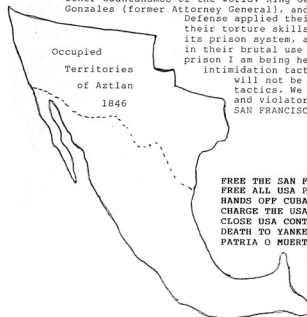 other Guantanamos of the world. King Ge
Gonzales (former Attorney General), and
Defense applied thei
their torture skills
its prison system, a
in their brutal use
prison I am being he
intimidation tact
will not be
tactics. We
and violator
SAN FRANCISC
Occupied
Territories
of Aztlan
1846
FREE THE SAN F
FREE ALL USA P
HANDS OFF CUBA
CHARGE THE USA
CLOSE USA CONT
DEATH TO YANKE
PATRIA O MUERT